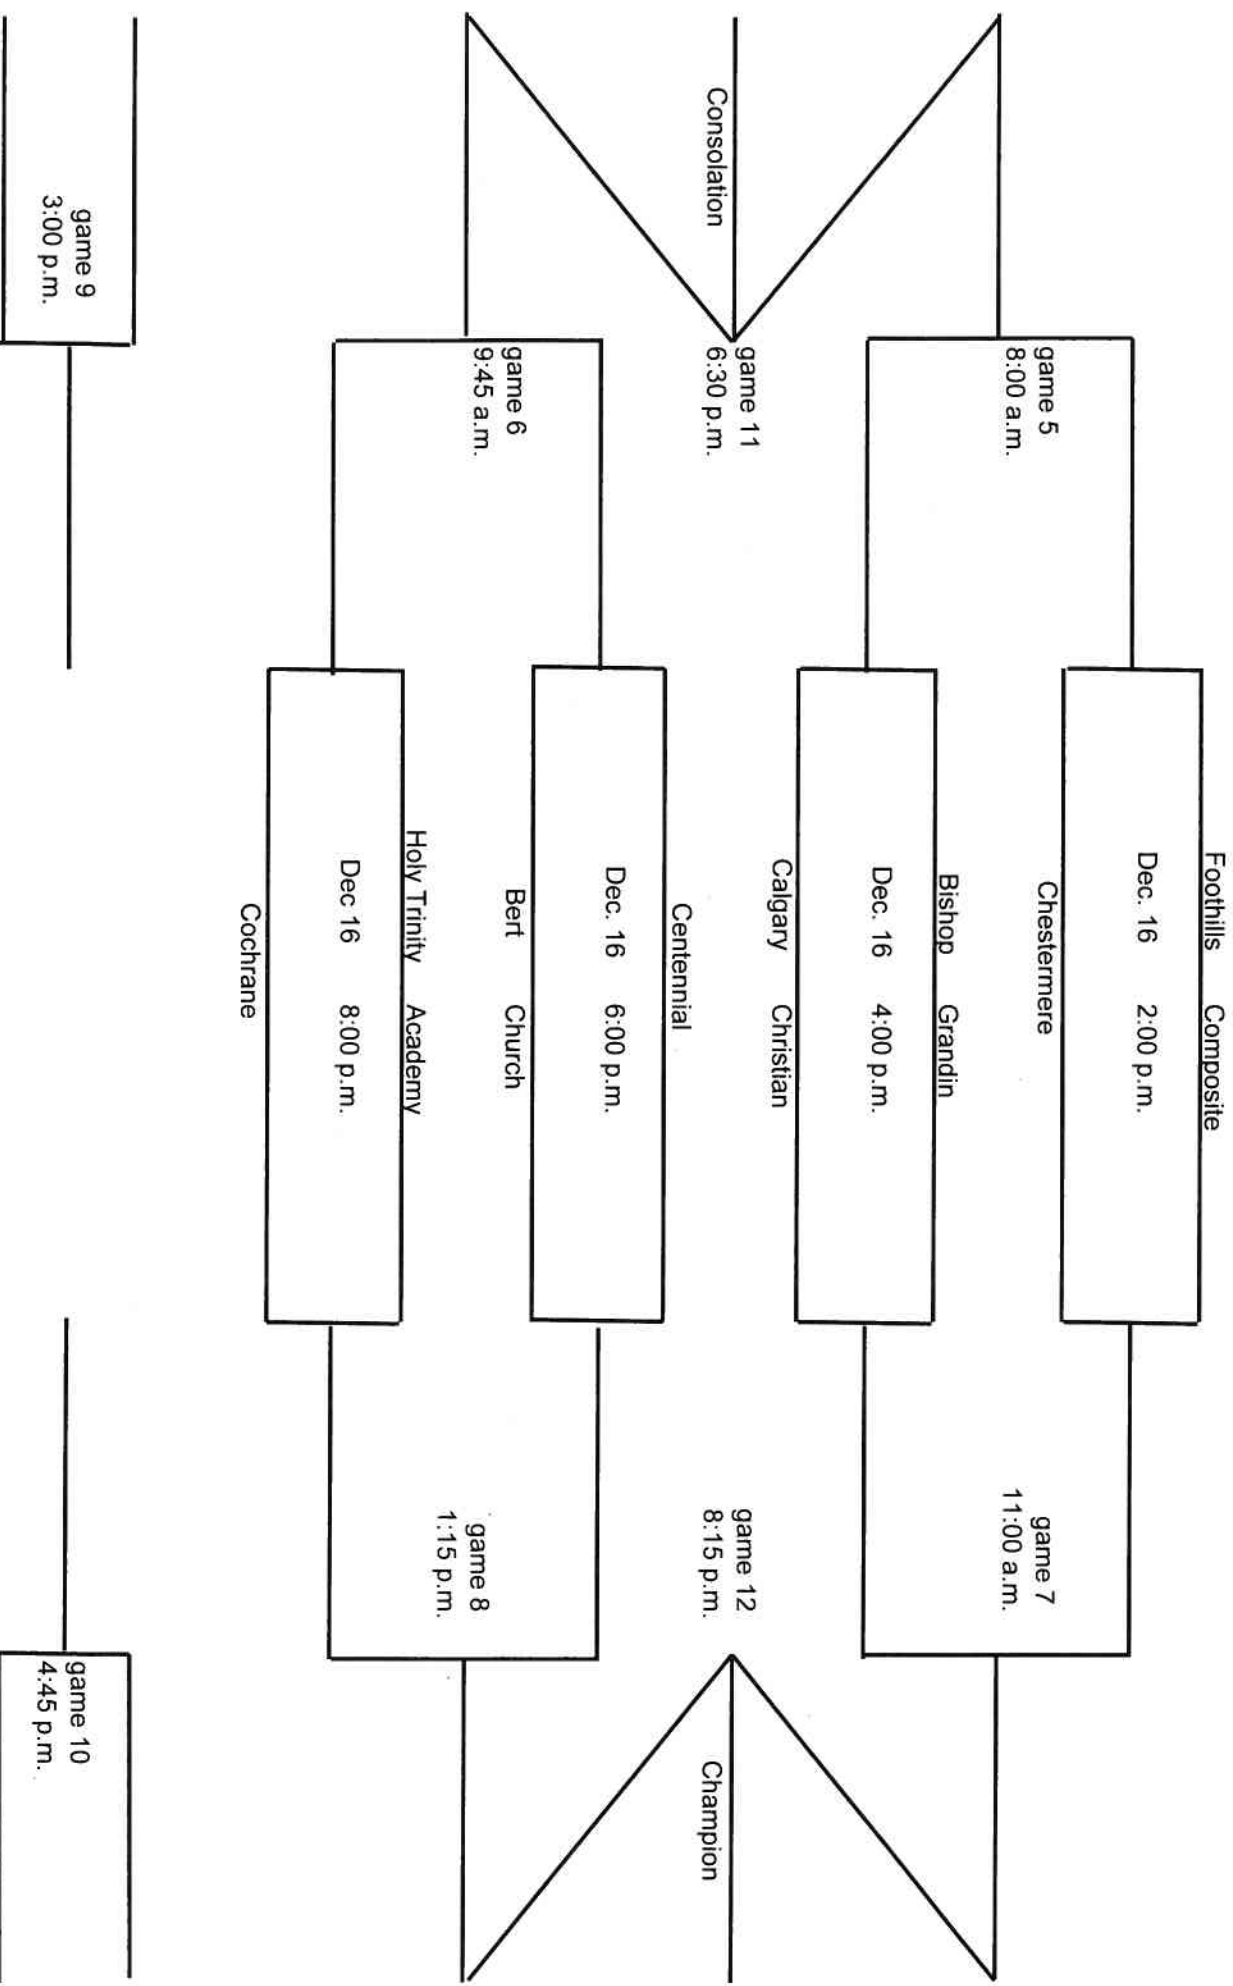 Foothills Composite
Dec. 16 2:00 p.m.
Chestermere
game 5
8:00 a.m.
game 7
11:00 a.m.
Bishop Grandin
Dec. 16 4:00 p.m.
Calgary Christian
game 11
6:30 p.m.
Consolation
game 12
8:15 p.m.
Champion
Centennial
Dec. 16 6:00 p.m.
Bert Church
game 6
9:45 a.m.
game 8
1:15 p.m.
Holy Trinity Academy
Dec 16 8:00 p.m.
Cochrane
game 9
3:00 p.m.
game 10
4:45 p.m.